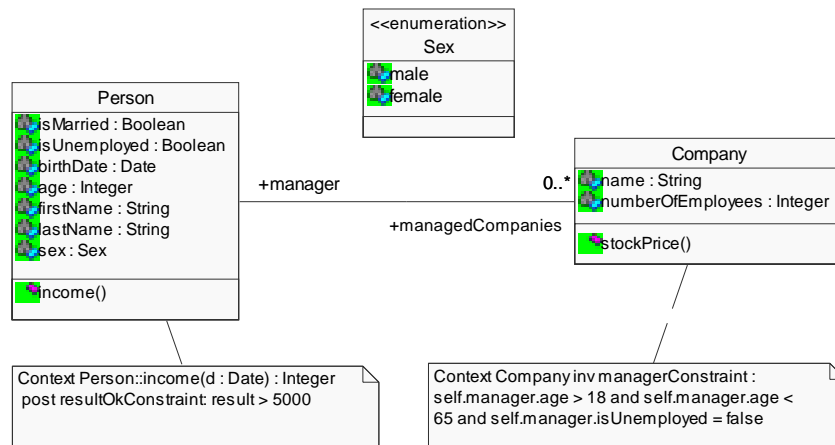 <<enumeration>>
Sex
male
female
Person
isMarried : Boolean
isUnemployed : Boolean
birthDate : Date
age : Integer
firstName : String
lastName : String
sex : Sex
income()
+manager
0..*
+managedCompanies
Company
name : String
numberOfEmployees : Integer
stockPrice()
Context Person::income(d : Date) : Integer
post resultOkConstraint: result > 5000
Context Company inv managerConstraint :
self.manager.age > 18 and self.manager.age <
65 and self.manager.isUnemployed = false